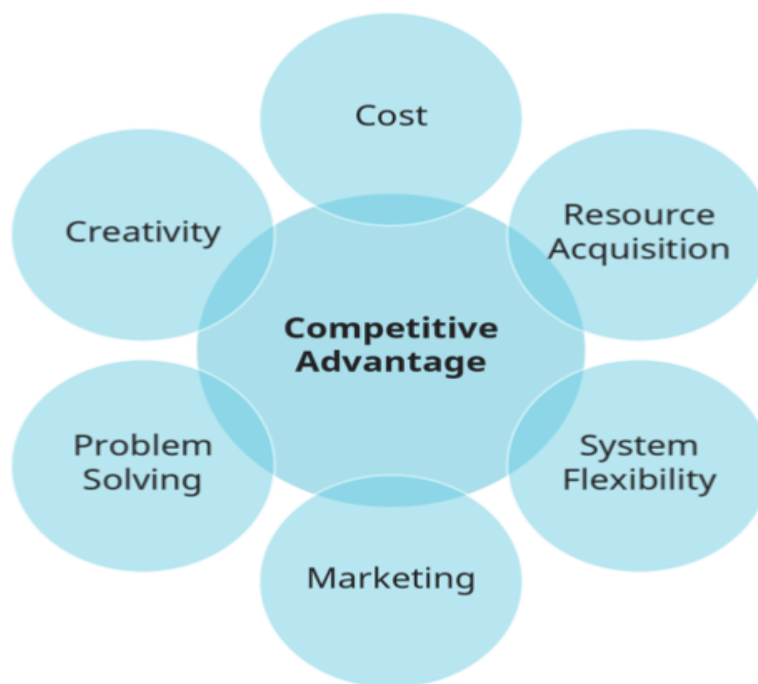 Cost
Resource
Acquisition
Creativity
Competitive
Advantage
Problem
Solving
System
Flexibility
Marketing